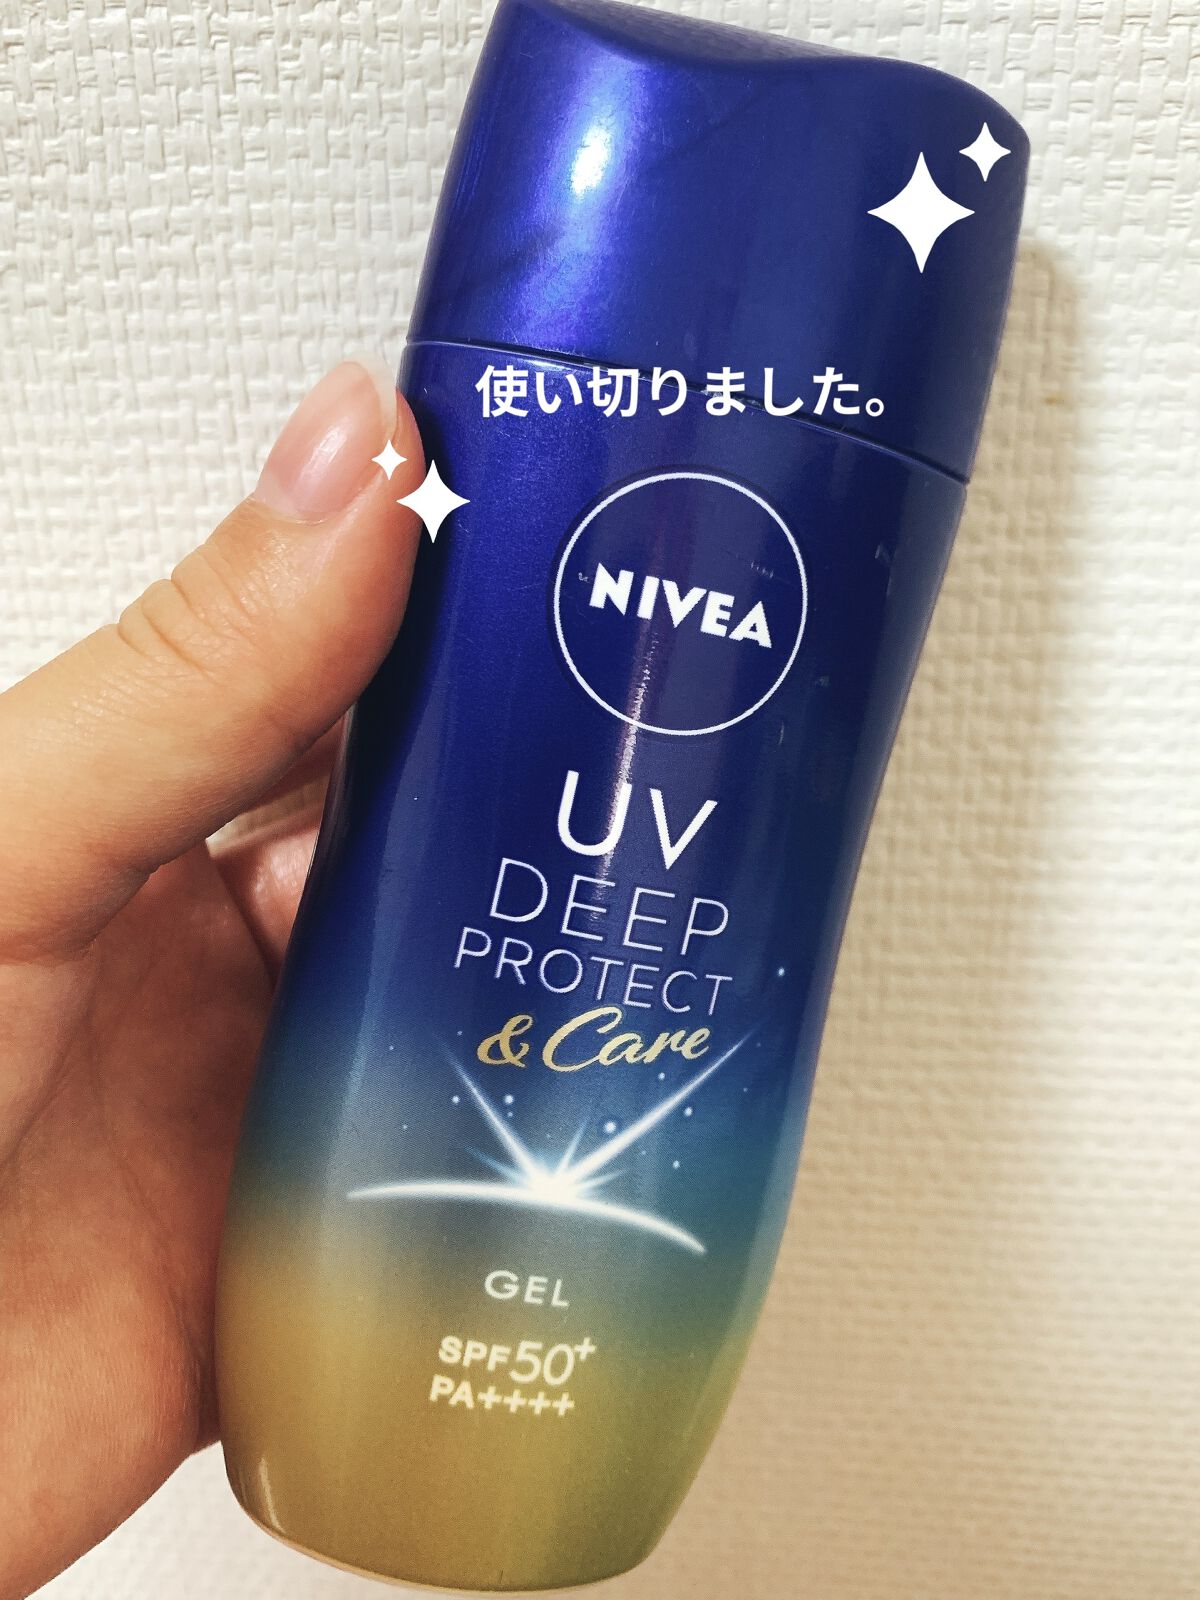 使い切りました。
NIVEA
UV
DEEP
PROTECT
& Care
GEL
SPF50+
PA++++